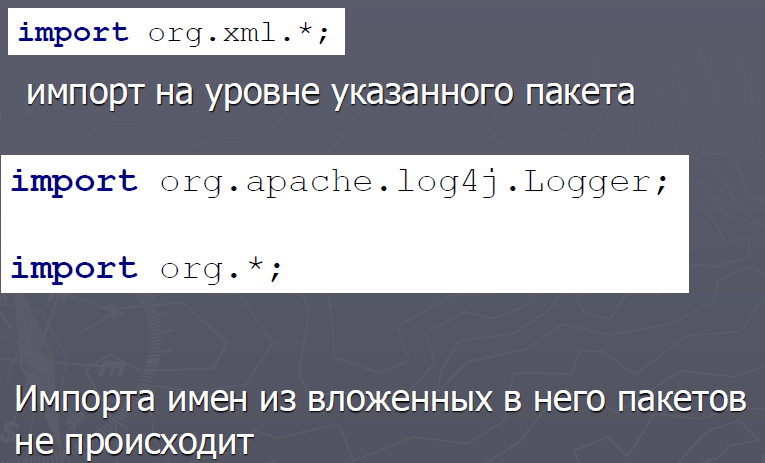 import org.xml.*;
импорт на уровне указанного пакета
import org.apache.log4j.Logger;
import org.*;
Импорта имен из вложенных в него пакетов
не происходит